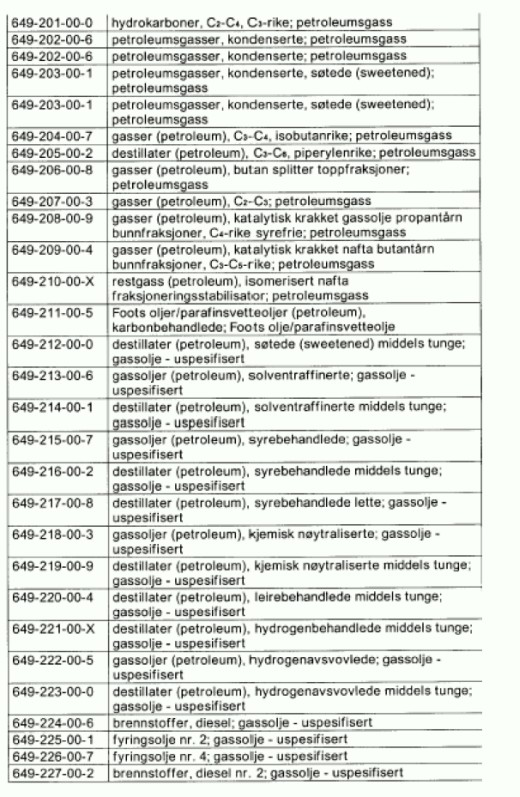 649-201-00-0 hydrokarboner, C₂-C₄, C₃-rike; petroleumsgass
649-202-00-6 petroleumsgasser, kondenserte; petroleumsgass
649-202-00-6 petroleumsgasser, kondenserte; petroleumsgass
649-203-00-1 petroleumsgasser, kondenserte, søtede (sweetened);
petroleumsgass
649-203-00-1 petroleumsgasser, kondenserte, søtede (sweetened);
petroleumsgass
649-204-00-7 gasser (petroleum), C₃-C₄, isobutanrike; petroleumsgass
649-205-00-2 destillater (petroleum), C₃-C₆, piperylenrike; petroleumsgass
649-206-00-8 gasser (petroleum), butan splitter toppfraksjoner;
petroleumsgass
649-207-00-3 gasser (petroleum), C₂-C₃; petroleumsgass
649-208-00-9 gasser (petroleum), katalytisk krakket gassolje propantårn
bunnfraksjoner, C₄-rike syrefrie; petroleumsgass
649-209-00-4 gasser (petroleum), katalytisk krakket nafta butantårn
bunnfraksjoner, C₃-C₅-rike; petroleumsgass
649-210-00-X restgass (petroleum), isomerisert nafta
fraksjoneringsstabilisator; petroleumsgass
649-211-00-5 Foots oljer/parafinsvetteoljer (petroleum),
karbonbehandlede; Foots olje/parafinsvetteolje
649-212-00-0 destillater (petroleum), søtede (sweetened) middels tunge;
gassolje - uspesifisert
649-213-00-6 gassoljer (petroleum), solventraffinerte; gassolje -
uspesifisert
649-214-00-1 destillater (petroleum), solventraffinerte middels tunge;
gassolje - uspesifisert
649-215-00-7 gassoljer (petroleum), syrebehandlede; gassolje -
uspesifisert
649-216-00-2 destillater (petroleum), syrebehandlede middels tunge;
gassolje - uspesifisert
649-217-00-8 destillater (petroleum), syrebehandlede lette; gassolje -
uspesifisert
649-218-00-3 gassoljer (petroleum), kjemisk nøytraliserte; gassolje -
uspesifisert
649-219-00-9 destillater (petroleum), kjemisk nøytraliserte middels tunge;
gassolje - uspesifisert
649-220-00-4 destillater (petroleum), leirebehandlede middels tunge;
gassolje - uspesifisert
649-221-00-X destillater (petroleum), hydrogenbehandlede middels tunge;
gassolje - uspesifisert
649-222-00-5 gassoljer (petroleum), hydrogenavsvovlede; gassolje -
uspesifisert
649-223-00-0 destillater (petroleum), hydrogenavsvovlede middels tunge;
gassolje - uspesifisert
649-224-00-6 brennstoffer, diesel; gassolje - uspesifisert
649-225-00-1 fyringsolje nr. 2; gassolje - uspesifisert
649-226-00-7 fyringsolje nr. 4; gassolje - uspesifisert
649-227-00-2 brennstoffer, diesel nr. 2; gassolje - uspesifisert